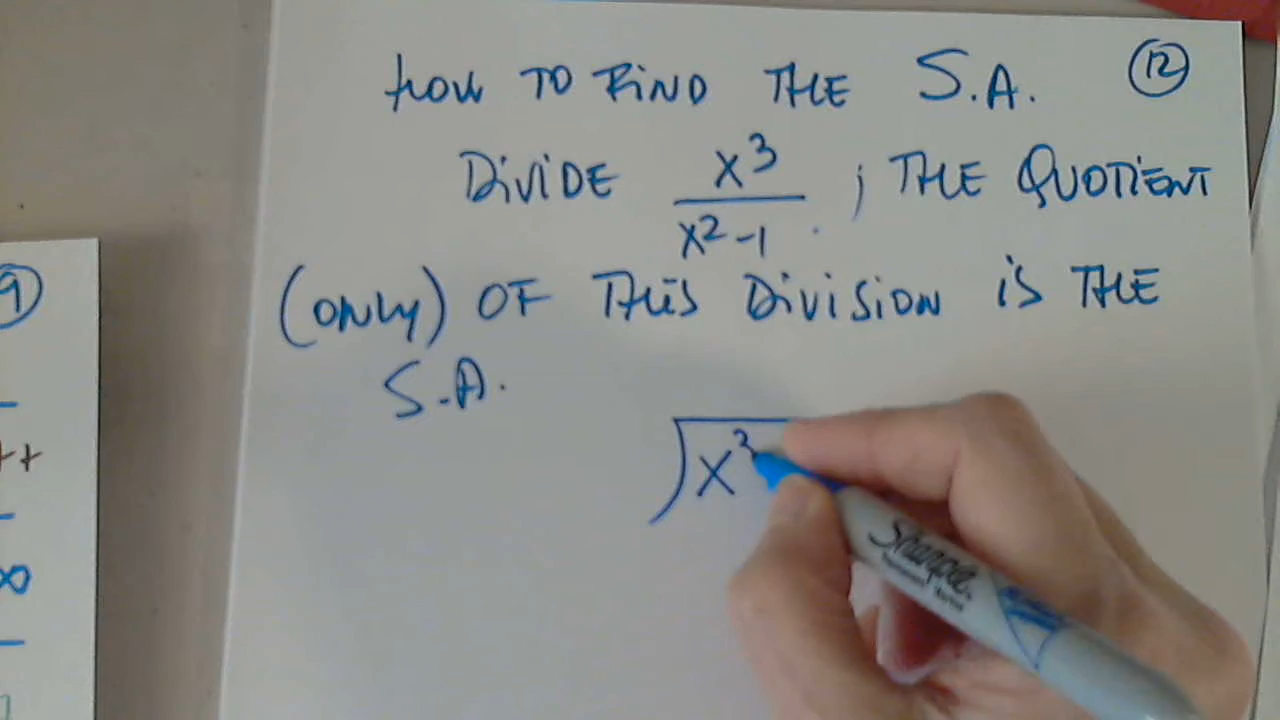 HOW TO FIND THE S.A. 12
DIVIDE x³/x²-1 ; THE QUOTIENT
(ONLY) OF THIS DIVISION IS THE
S.A.
x³
Sharpie.
9
++
∞